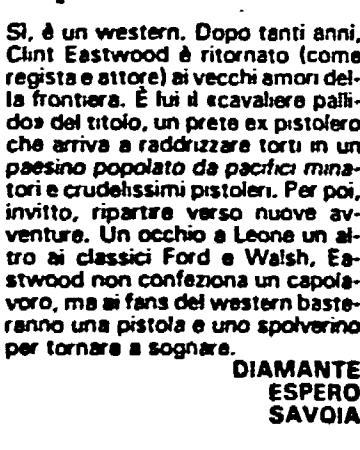 Sì, è un western. Dopo tanti anni,
Clint Eastwood è ritornato (come
regista e attore) ai vecchi amori del-
la frontiera. È lui il «cavaliere palli-
do» del titolo, un prete ex pistolero
che arriva a raddrizzare torti in un
paesino popolato da pacifici mina-
tori e crudelissimi pistoleri. Per poi,
invitto, ripartire verso nuove av-
venture. Un occhio a Leone un al-
tro ai classici Ford e Walsh, Ea-
stwood non confeziona un capola-
voro, ma ai fans del western baste-
ranno una pistola e uno spolverino
per tornare a sognare.
DIAMANTE
ESPERO
SAVOIA